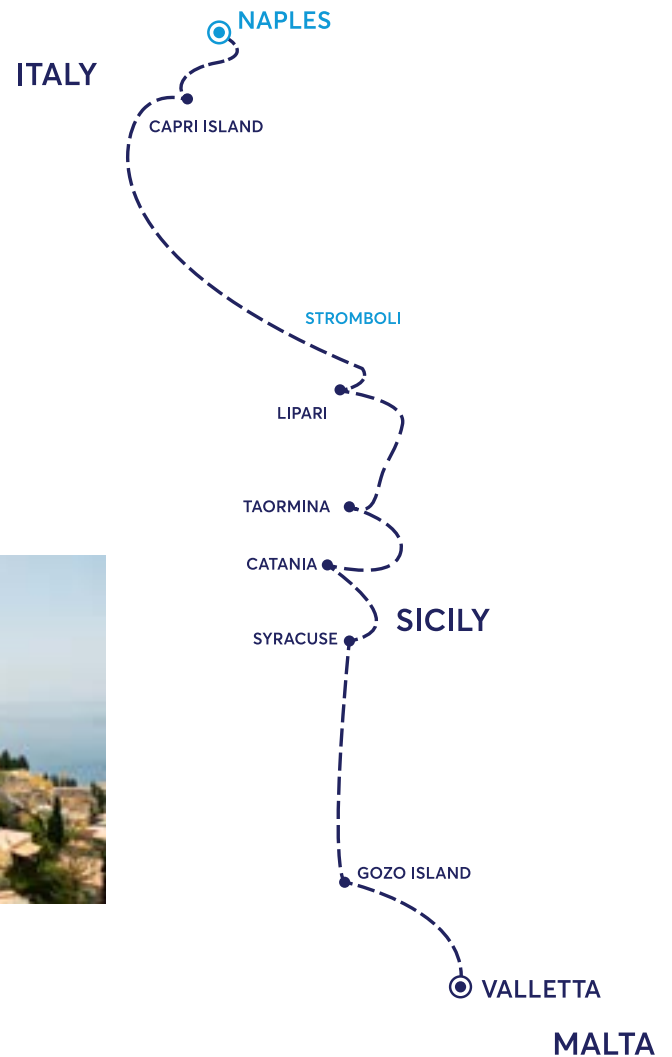 NAPLES
ITALY
CAPRI ISLAND
STROMBOLI
LIPARI
TAORMINA
CATANIA
SICILY
SYRACUSE
GOZO ISLAND
VALLETTA
MALTA